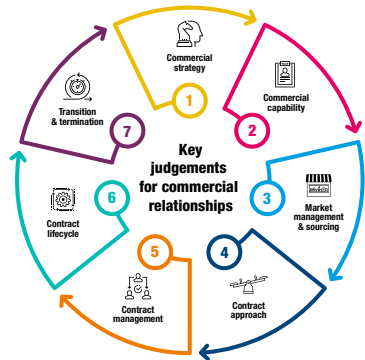 Key
judgements
for commercial
relationships
Commercial
strategy
1
Commercial
capability
2
Market
management
& sourcing
3
Contract
approach
4
Contract
management
5
Contract
lifecycle
6
Transition
& termination
7